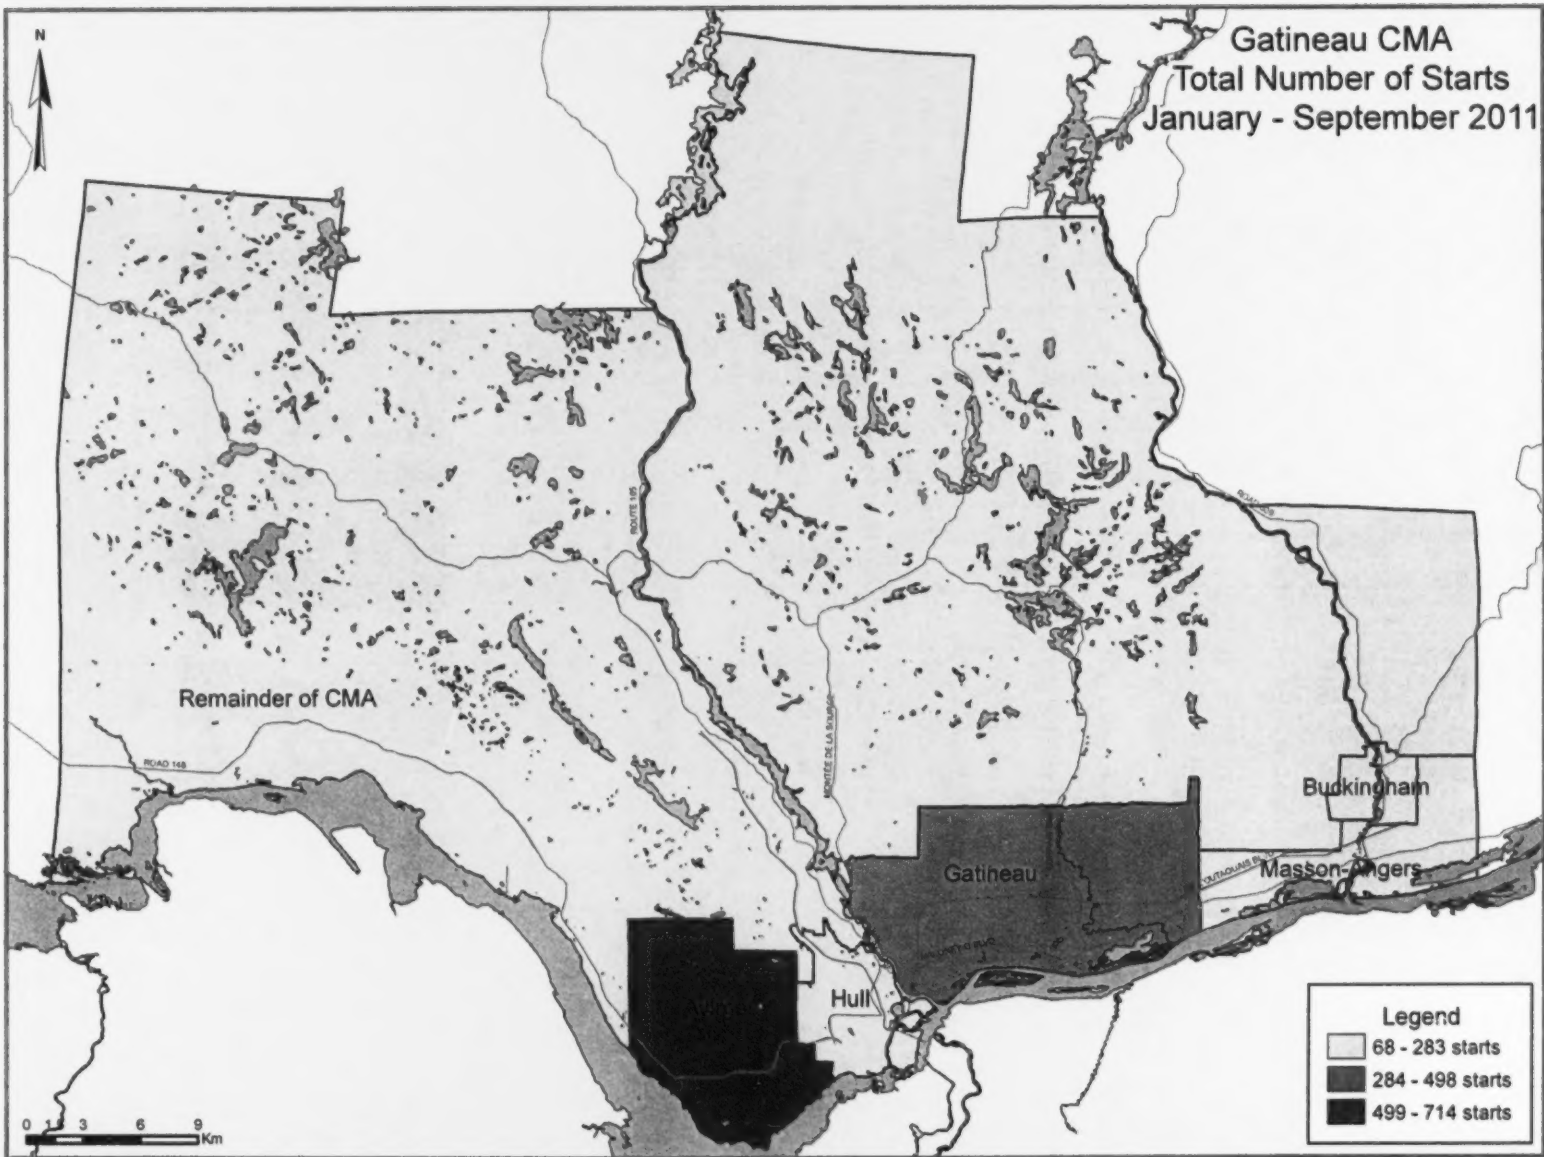 N
Gatineau CMA
Total Number of Starts
January - September 2011
ROUTE 105
Remainder of CMA
ROAD 148
MONTÉE DE LA SOURCE
Buckingham
Gatineau
Masson-Angers
Hull
Legend
68 - 283 starts
284 - 498 starts
499 - 714 starts
0 1.5 3 6 9
Km